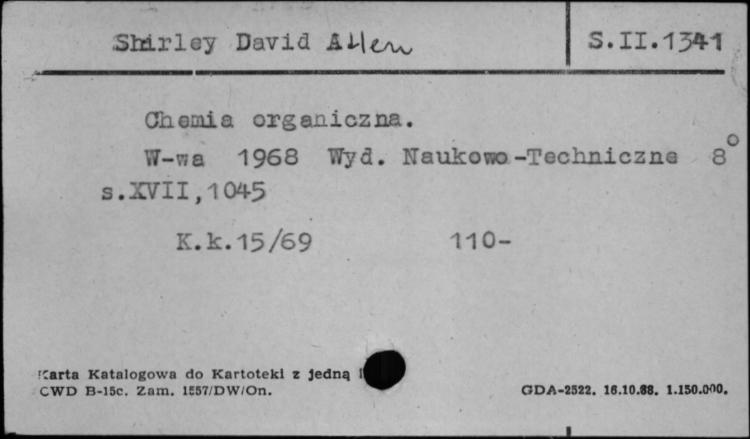 Shirley David Allen S.II.1341
Chemia organiczna.
W-wa 1968 Wyd. Naukowo-Techniczne 8°
s.XVII,1045
K.k.15/69 110-
Karta Katalogowa do Kartoteki z jedną
CWD B-15c. Zam. 1557/DW/On. GDA-2522. 16.10.68. 1.150.000.